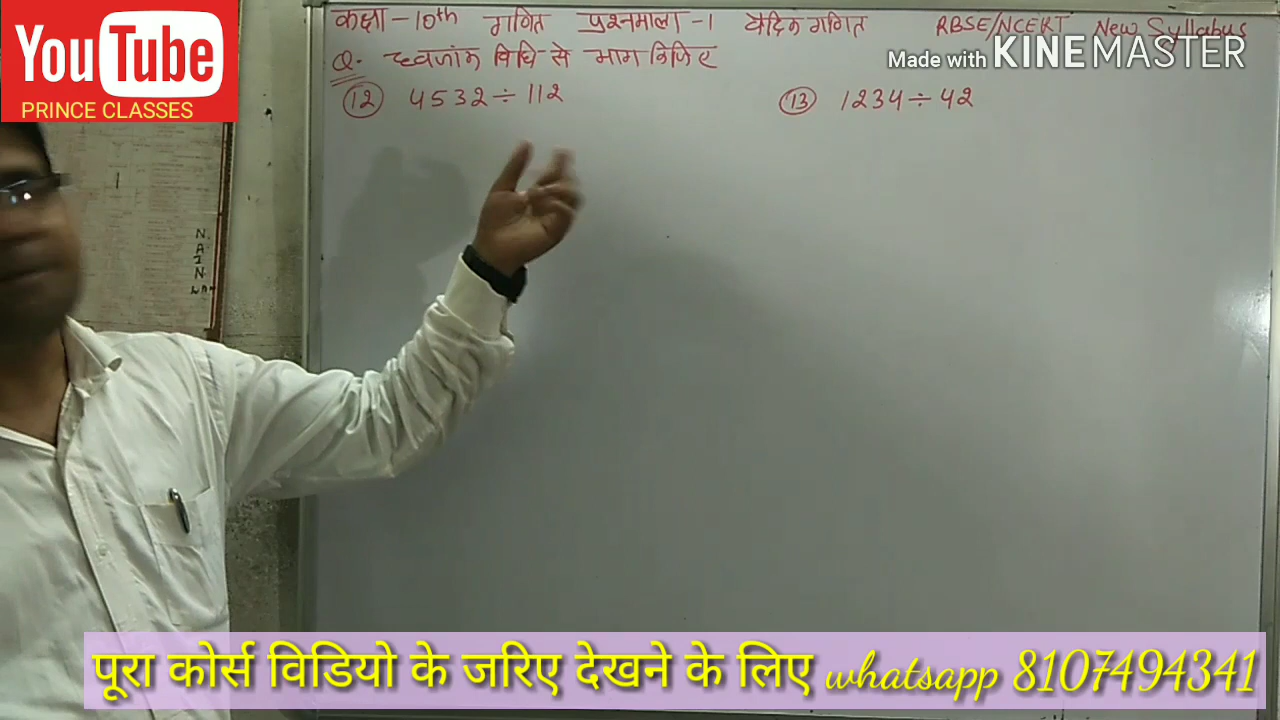 YouTube
PRINCE CLASSES
कक्षा - 10th गणित प्रश्नमाला - 1 वैदिक गणित RBSE/NCERT New Syllabus
Made with KINEMASTER
Q. ध्वजांक विधि से भाग किजिए
12 4532 ÷ 112
13 1234 ÷ 42
N
A
I
N
पूरा कोर्स विडियो के जरिए देखने के लिए whatsapp 8107494341